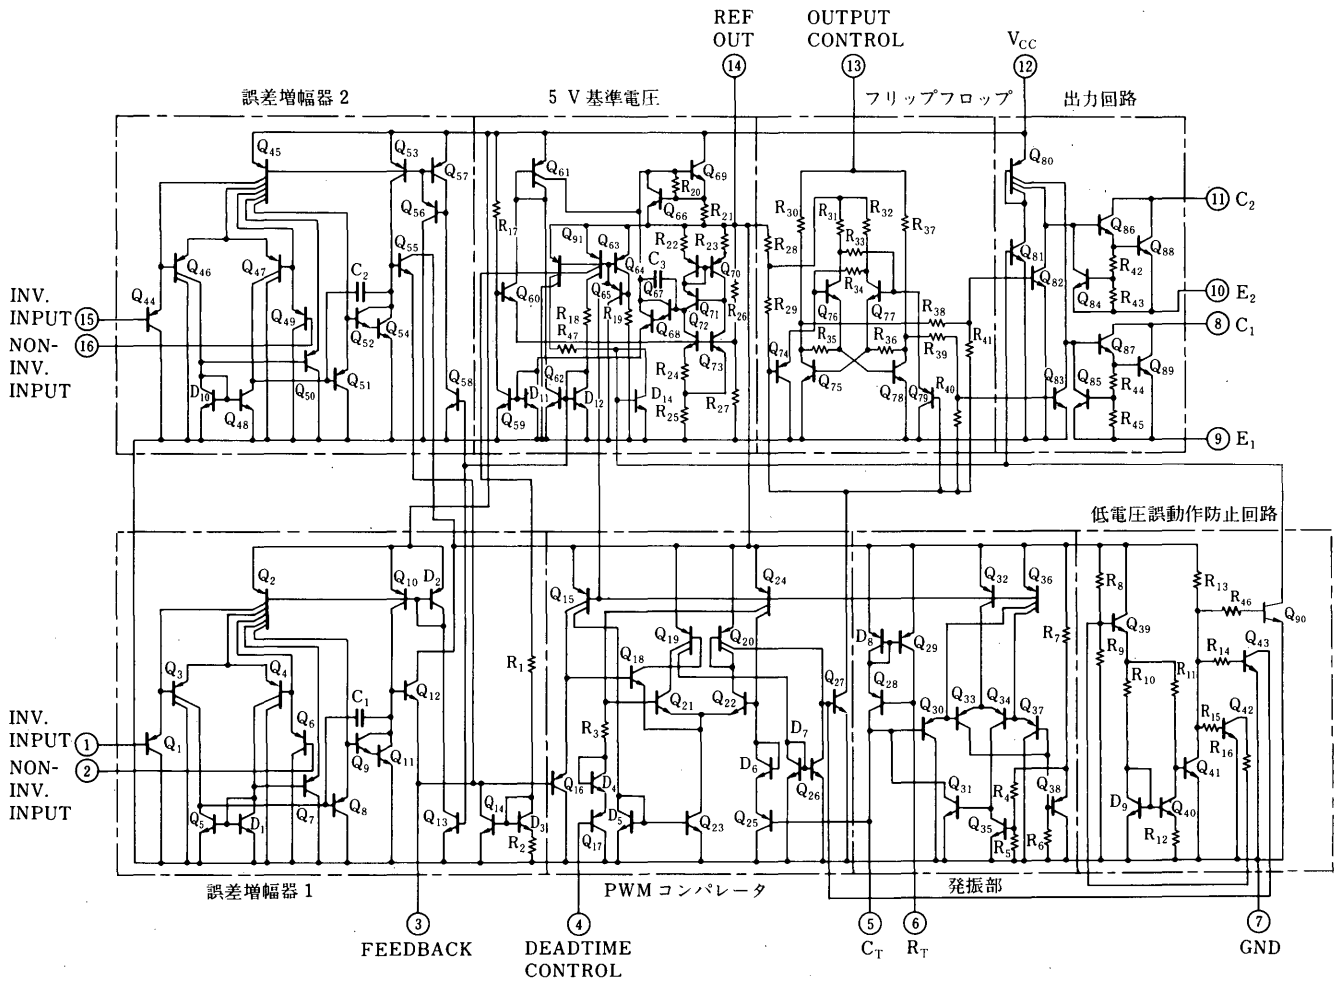 REF
OUT
⑭
OUTPUT
CONTROL
⑬
VCC
⑫
誤差増幅器2
5 V基準電圧
フリップフロップ
出力回路
Q45
Q53
Q57
Q56
Q55
Q46
Q47
C2
Q44
Q49
Q52
Q54
Q50
Q51
D10
Q48
Q58
INV.
INPUT ⑮
NON-
⑯
INV.
INPUT
Q61
Q69
R20
Q66
R21
R17
Q91
Q63
R22
R23
Q64
C3
Q70
Q60
Q65
Q67
Q71
R26
R18
R19
Q68
Q72
R47
Q73
Q62
R24
Q59
D11
D12
D14
R25
R27
R28
R29
R30
R31
R32
R33
R34
R37
Q76
Q77
R38
R35
R36
R39
R41
Q74
Q75
Q78
Q79
R40
Q80
Q81
Q82
Q86
Q88
R42
Q84
R43
Q87
Q89
Q83
Q85
R44
R45
⑪ C2
⑩ E2
⑧ C1
⑨ E1
低電圧誤動作防止回路
Q2
Q10
D2
Q3
Q4
C1
Q12
Q1
Q6
Q9
Q11
Q7
Q8
Q5
D1
Q13
Q14
D3
R1
R2
INV.
INPUT ①
NON-
②
INV.
INPUT
Q15
Q24
Q19
Q20
Q18
Q21
Q22
Q27
R3
D7
D6
Q16
D4
Q26
D5
Q17
Q23
Q25
Q32
Q36
D8
Q29
R7
Q28
Q30
Q33
Q34
Q37
Q31
R4
Q38
Q35
R5
R6
R8
R13
R46
Q39
Q90
R9
Q43
R14
R10
R11
R15
Q42
R16
Q41
D9
Q40
R12
誤差増幅器1
PWMコンパレータ
発振部
③
FEEDBACK
④
DEADTIME
CONTROL
⑤
CT
⑥
RT
⑦
GND